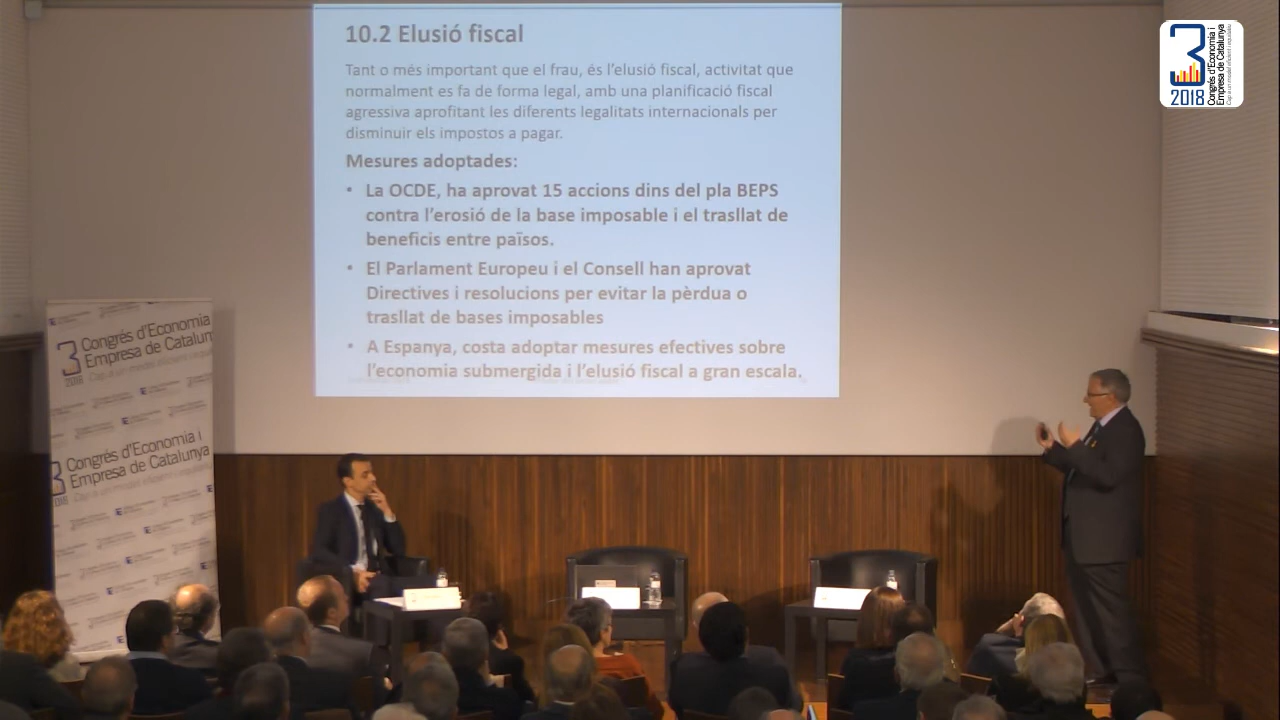 10.2 Elusió fiscal
Tant o més important que el frau, és l'elusió fiscal, activitat que
normalment es fa de forma legal, amb una planificació fiscal
agressiva aprofitant les diferents legalitats internacionals per
disminuir els impostos a pagar.
Mesures adoptades:
• La OCDE, ha aprovat 15 accions dins del pla BEPS
contra l'erosió de la base imposable i el trasllat de
beneficis entre països.
• El Parlament Europeu i el Consell han aprovat
Directives i resolucions per evitar la pèrdua o
trasllat de bases imposables
• A Espanya, costa adoptar mesures efectives sobre
l'economia submergida i l'elusió fiscal a gran escala.
3
2018
Congrés d'Economia i
Empresa de Catalunya
3
2018
Congrés d'Economia
Empresa de Catalun
3
Congrés d'Economia i
Empresa de Catalunya